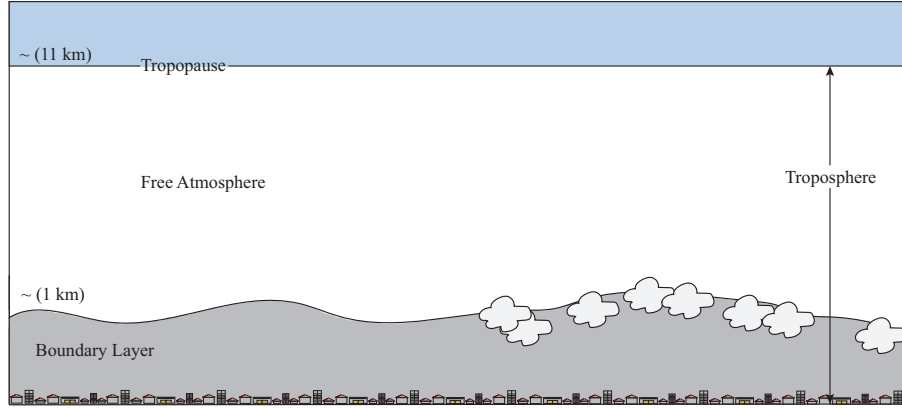 ~ (11 km)
Tropopause
Free Atmosphere
Troposphere
~ (1 km)
Boundary Layer